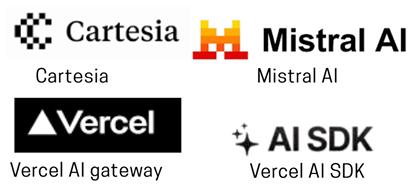 Cartesia
Mistral AI
Cartesia
Mistral AI
Vercel
AI SDK
Vercel AI gateway
Vercel AI SDK